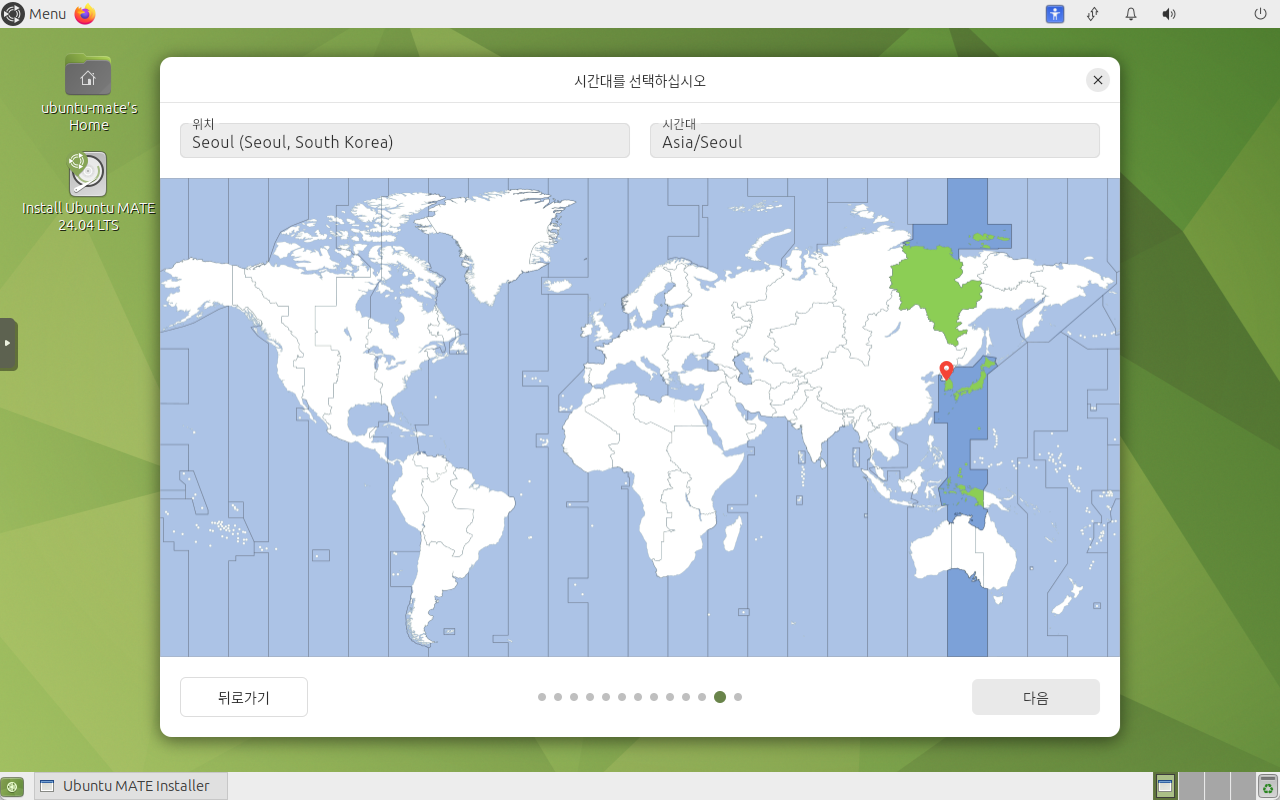 Menu
ubuntu-mate's
Home
Install Ubuntu MATE
24.04 LTS
시간대를 선택하십시오
위치
Seoul (Seoul, South Korea)
시간대
Asia/Seoul
뒤로가기
다음
Ubuntu MATE Installer